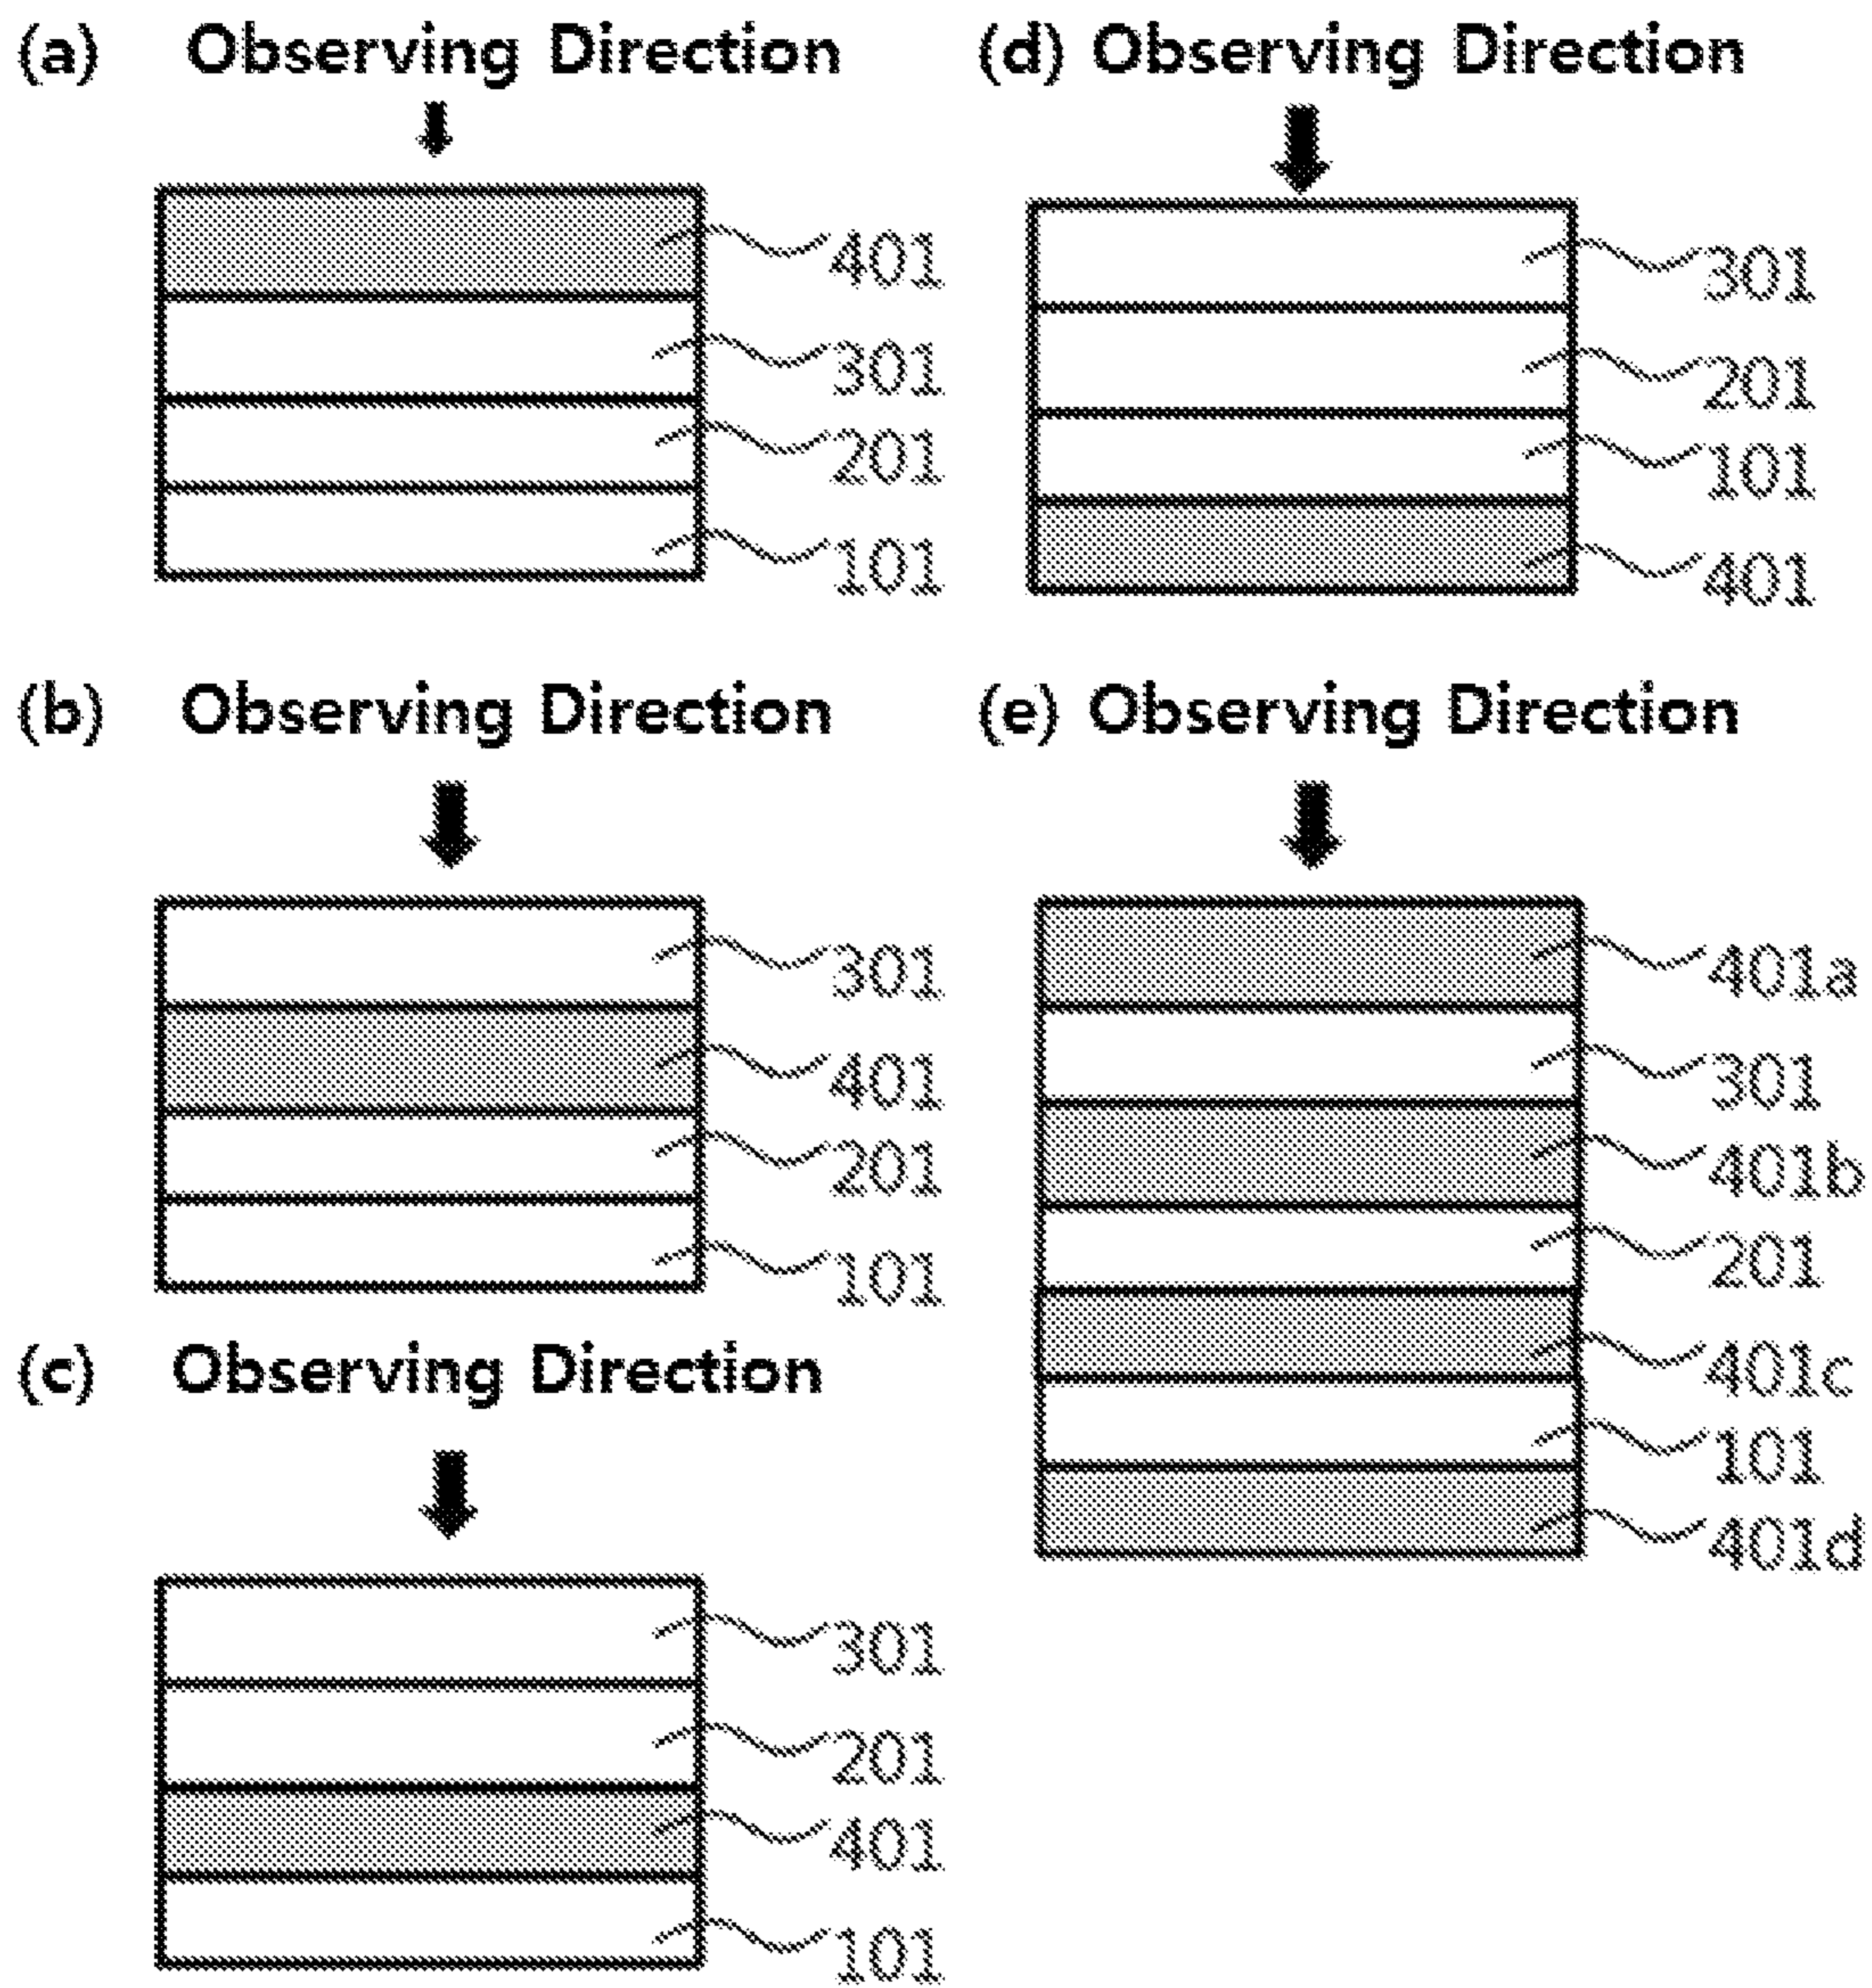 (a) Observing Direction
401
301
201
101
(b) Observing Direction
301
401
201
101
(c) Observing Direction
301
201
401
101
(d) Observing Direction
301
201
101
401
(e) Observing Direction
401a
301
401b
201
401c
101
401d